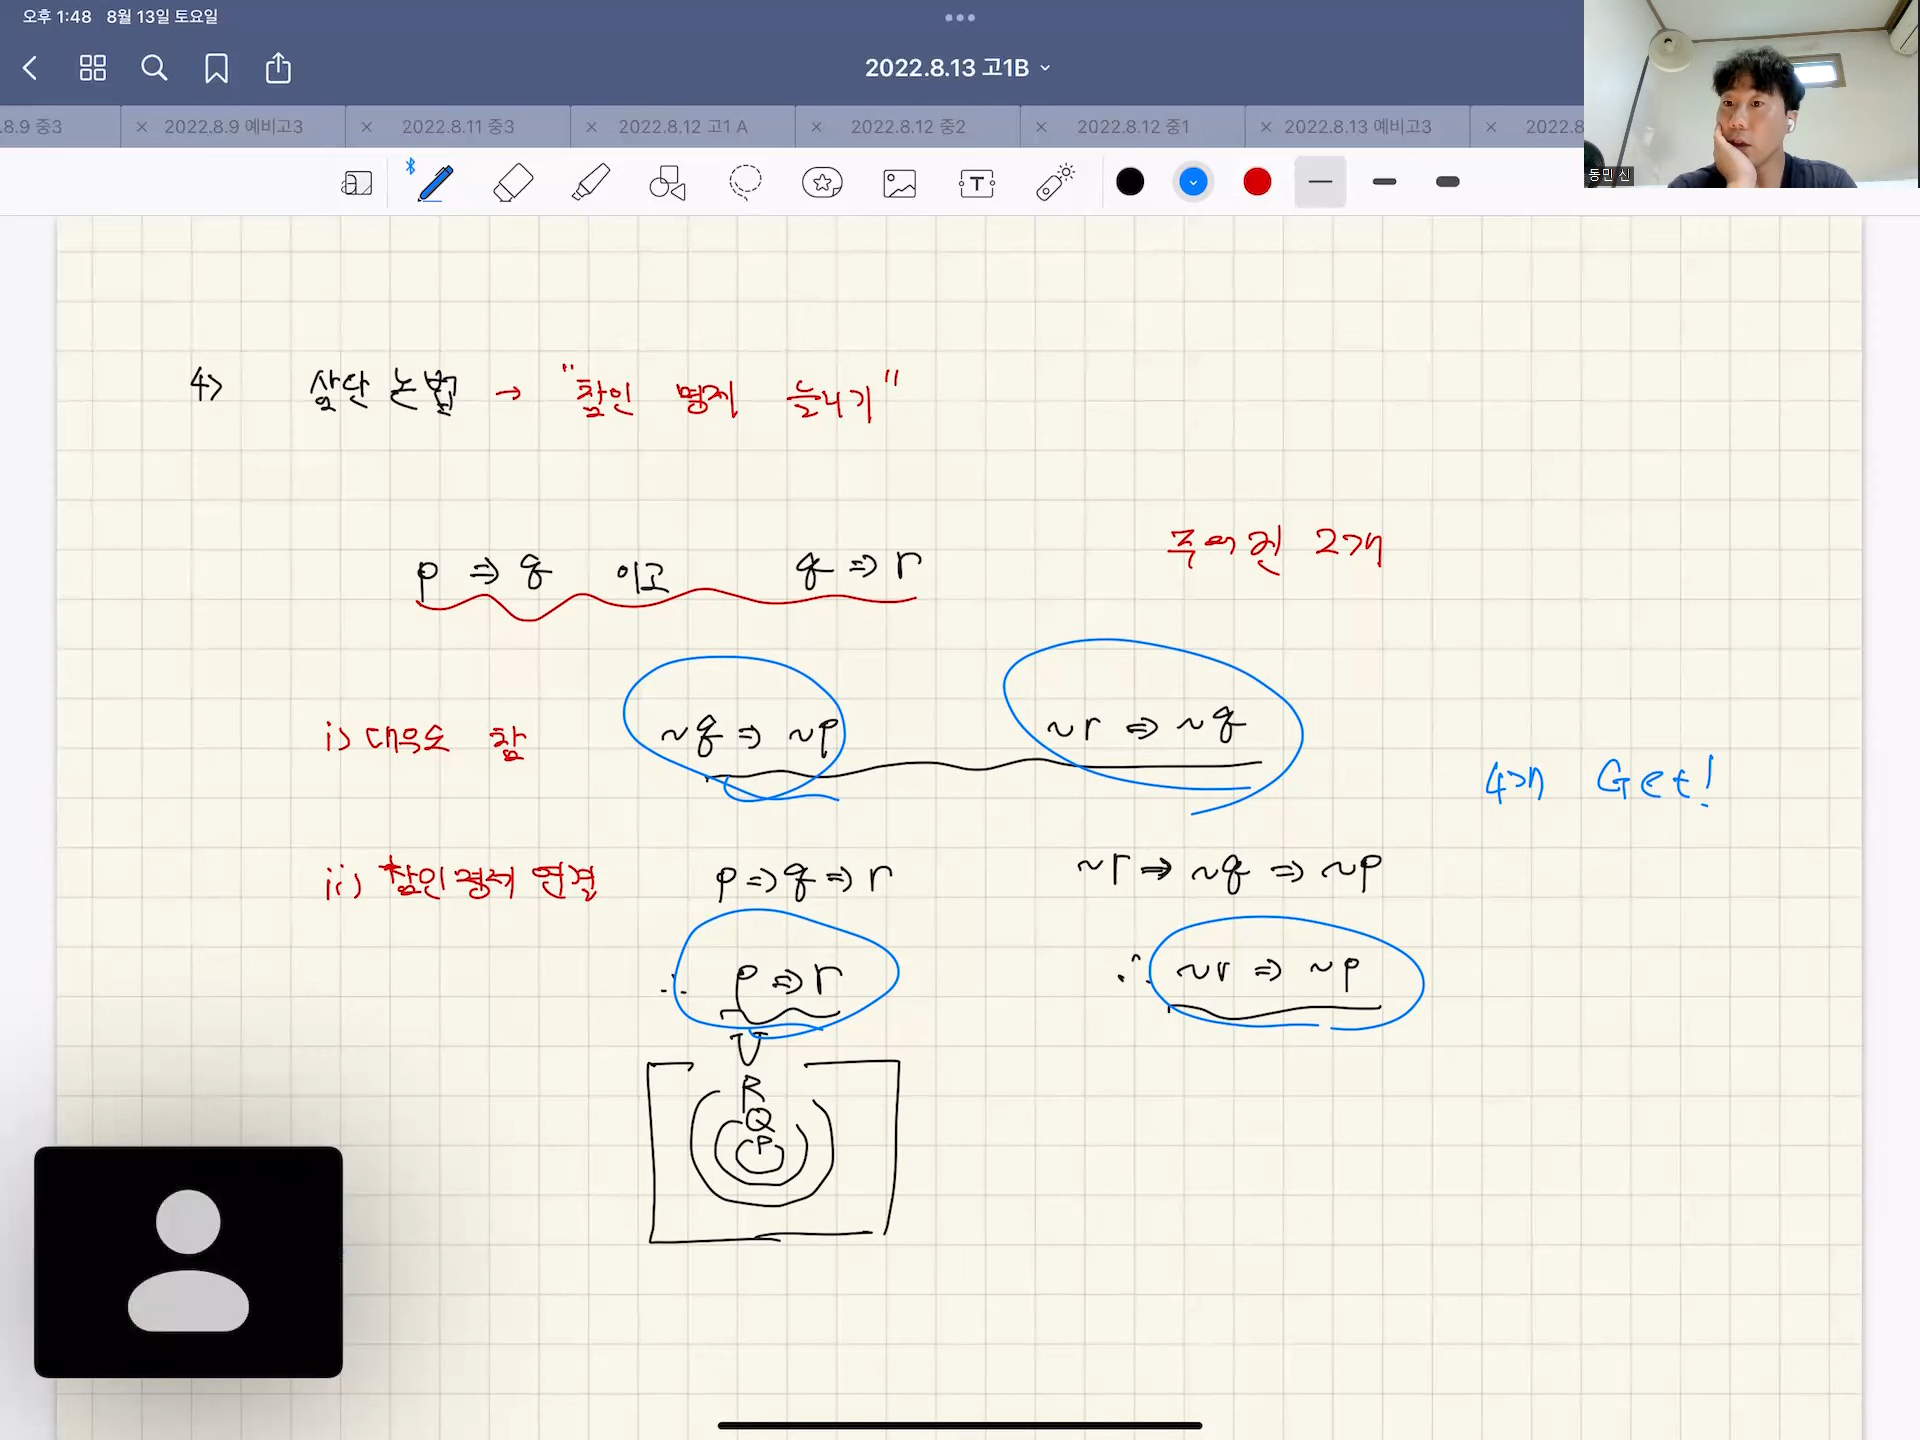 오후 1:48 8월 13일 토요일
2022.8.13 고1B
.8.9 중3
2022.8.9 예비고3
2022.8.11 중3
2022.8.12 고1 A
2022.8.12 중2
2022.8.12 중1
2022.8.13 예비고3
2022.8
동민 신
4> 삼단 논법 → "참인 명제 늘리기"
p ⇒ q 이고 q ⇒ r
주어진 2개
i) 대우도 참 ~q ⇒ ~p ~r ⇒ ~q
4개 Get!
ii) 참인 명제 연결 p ⇒ q ⇒ r ~r ⇒ ~q ⇒ ~p
∴ p ⇒ r ∴ ~r ⇒ ~p
U
R
Q
P